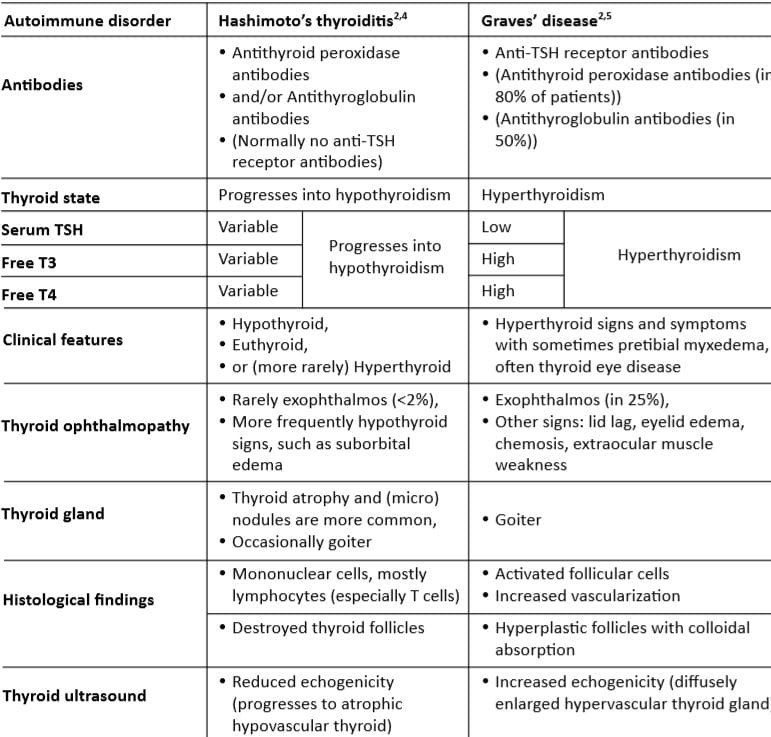 Autoimmune disorder
Hashimoto's thyroiditis2,4
Graves' disease2,5
Antibodies
• Antithyroid peroxidase
antibodies
• and/or Antithyroglobulin
antibodies
• (Normally no anti-TSH
receptor antibodies)
• Anti-TSH receptor antibodies
• (Antithyroid peroxidase antibodies (in
80% of patients))
• (Antithyroglobulin antibodies (in
50%))
Thyroid state
Progresses into hypothyroidism
Hyperthyroidism
Serum TSH
Variable
Progresses into
hypothyroidism
Low
Hyperthyroidism
Free T3
Variable
High
Free T4
Variable
High
Clinical features
• Hypothyroid,
• Euthyroid,
• or (more rarely) Hyperthyroid
• Hyperthyroid signs and symptoms
with sometimes pretibial myxedema,
often thyroid eye disease
Thyroid ophthalmopathy
• Rarely exophthalmos (<2%),
• More frequently hypothyroid
signs, such as suborbital
edema
• Exophthalmos (in 25%),
• Other signs: lid lag, eyelid edema,
chemosis, extraocular muscle
weakness
Thyroid gland
• Thyroid atrophy and (micro)
nodules are more common,
• Occasionally goiter
• Goiter
Histological findings
• Mononuclear cells, mostly
lymphocytes (especially T cells)
• Activated follicular cells
• Increased vascularization
• Destroyed thyroid follicles
• Hyperplastic follicles with colloidal
absorption
Thyroid ultrasound
• Reduced echogenicity
(progresses to atrophic
hypovascular thyroid)
• Increased echogenicity (diffusely
enlarged hypervascular thyroid gland